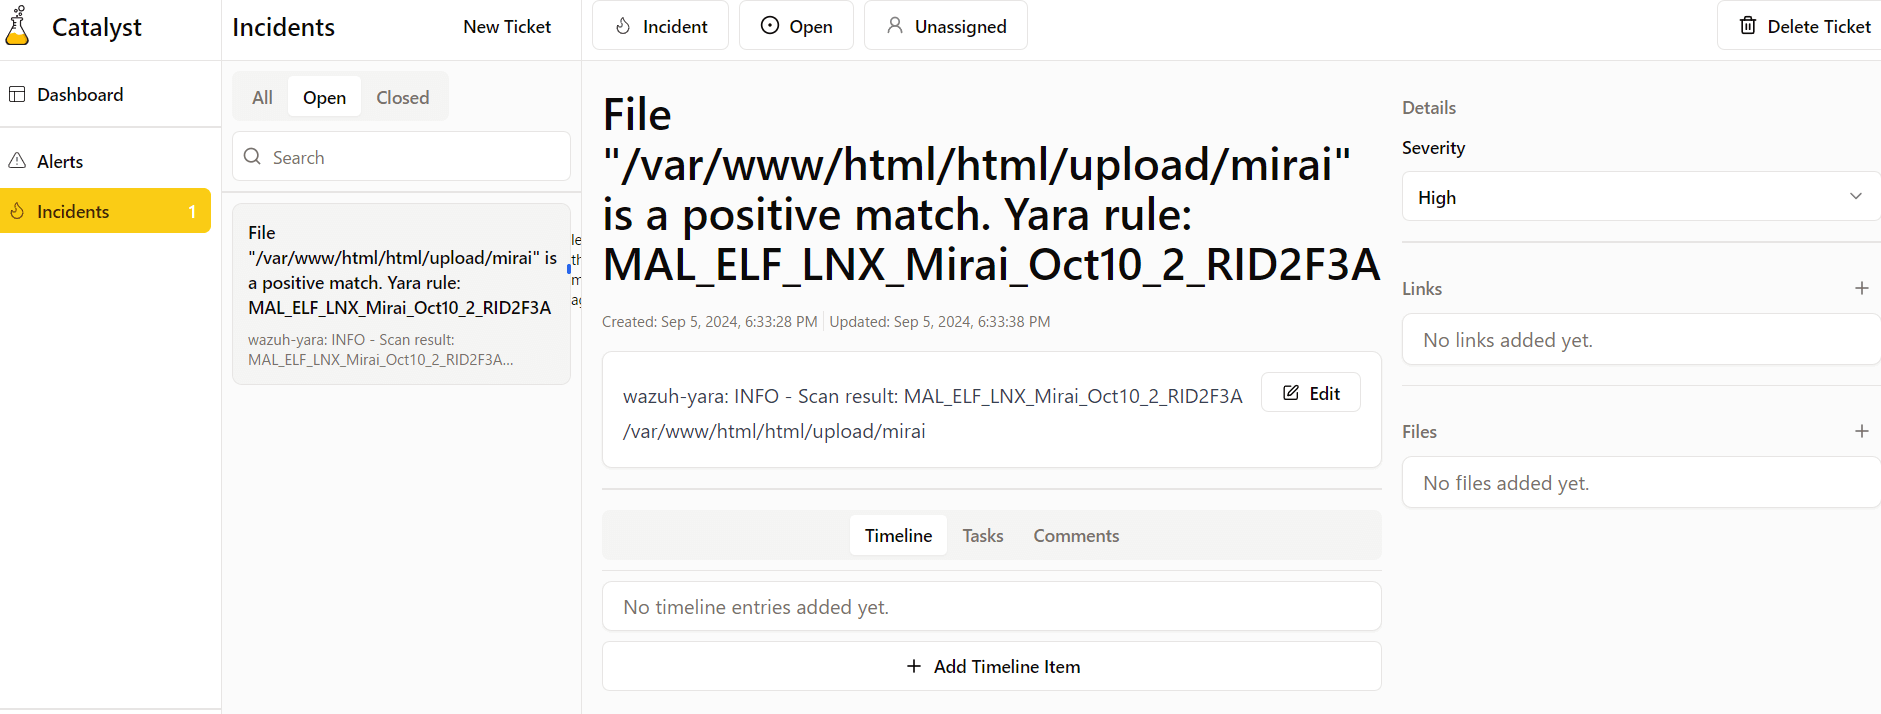 Catalyst
Dashboard
Alerts
Incidents 1
Incidents
New Ticket
All Open Closed
Search
File
"/var/www/html/html/upload/mirai" is
a positive match. Yara rule:
MAL_ELF_LNX_Mirai_Oct10_2_RID2F3A
wazuh-yara: INFO - Scan result:
MAL_ELF_LNX_Mirai_Oct10_2_RID2F3A...
Incident
Open
Unassigned
Delete Ticket
File
"/var/www/html/html/upload/mirai"
is a positive match. Yara rule:
MAL_ELF_LNX_Mirai_Oct10_2_RID2F3A
Created: Sep 5, 2024, 6:33:28 PM Updated: Sep 5, 2024, 6:33:38 PM
wazuh-yara: INFO - Scan result: MAL_ELF_LNX_Mirai_Oct10_2_RID2F3A
/var/www/html/html/upload/mirai
Edit
Timeline Tasks Comments
No timeline entries added yet.
+ Add Timeline Item
Details
Severity
High
Links +
No links added yet.
Files +
No files added yet.